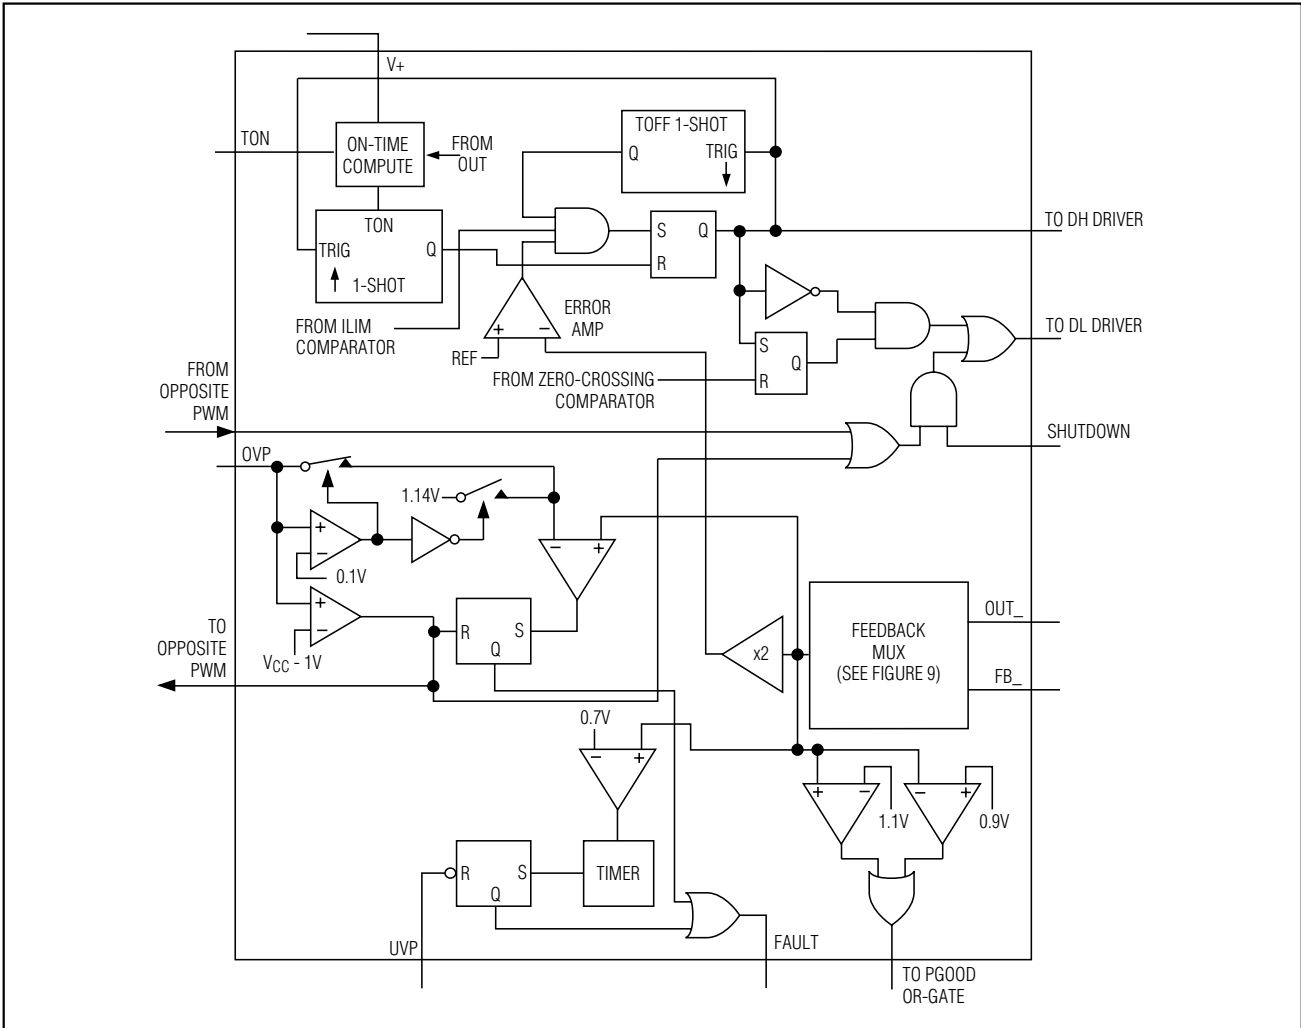 V+
TON
ON-TIME
COMPUTE
FROM
OUT
TOFF 1-SHOT
Q
TRIG
TON
TRIG
Q
1-SHOT
S
Q
R
TO DH DRIVER
FROM ILIM
COMPARATOR
+
−
ERROR
AMP
REF
TO DL DRIVER
S
Q
R
FROM ZERO-CROSSING
COMPARATOR
FROM
OPPOSITE
PWM
SHUTDOWN
OVP
1.14V
+
−
0.1V
−
+
+
−
VCC - 1V
R
S
Q
TO
OPPOSITE
PWM
x2
FEEDBACK
MUX
(SEE FIGURE 9)
OUT_
FB_
0.7V
−
+
+
−
1.1V
−
+
0.9V
R
S
Q
TIMER
UVP
FAULT
TO PGOOD
OR-GATE